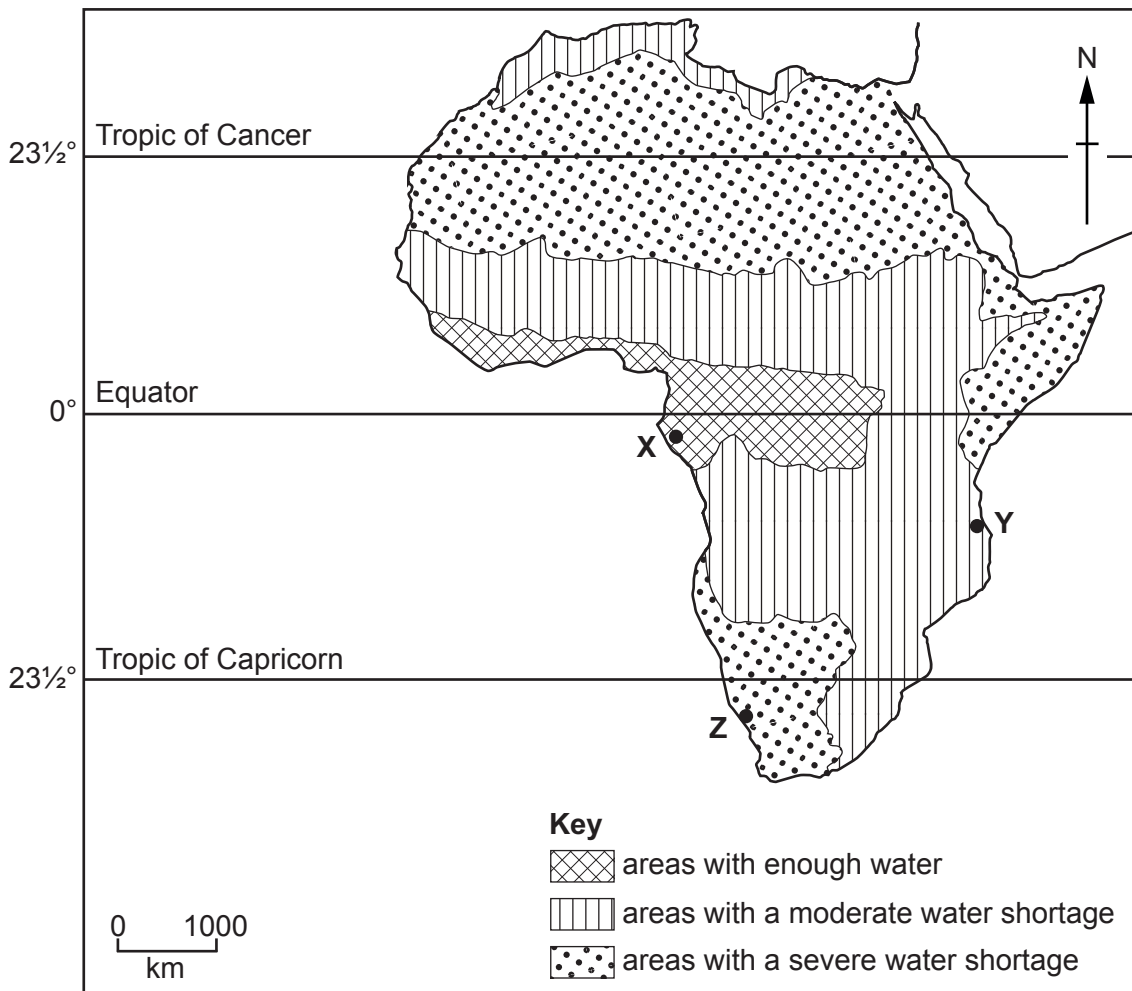 N
Tropic of Cancer
23½°
Equator
0°
X
Y
Tropic of Capricorn
23½°
Z
Key
areas with enough water
areas with a moderate water shortage
areas with a severe water shortage
0 1000
km